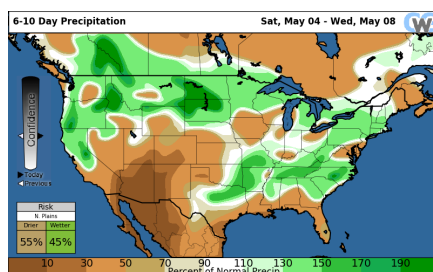 6-10 Day Precipitation
Sat, May 04 - Wed, May 08
CW
Confidence
Today
Previous
Risk
N. Plains
Drier Wetter
55% 45%
10 30 50 70 90 110 130 150 170 190
Percent of Normal Precip